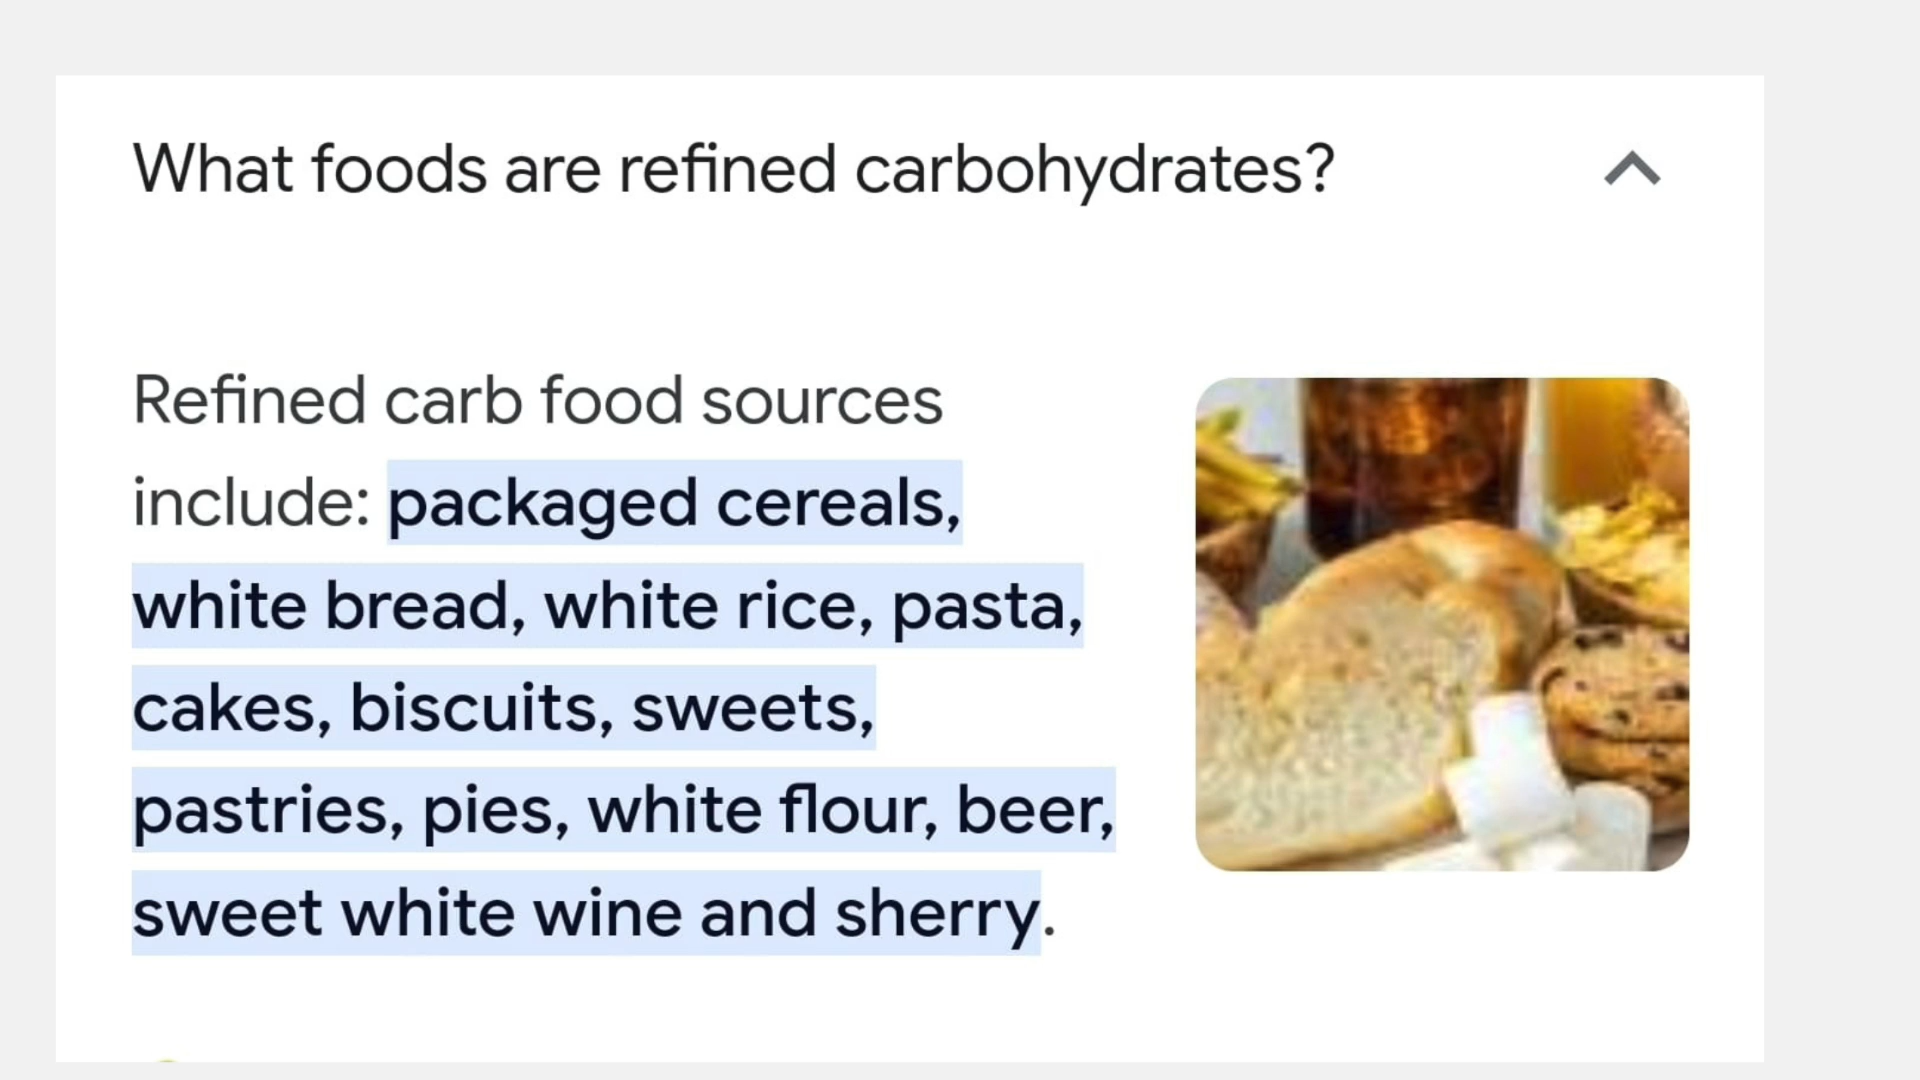 What foods are refined carbohydrates?
Refined carb food sources
include: packaged cereals,
white bread, white rice, pasta,
cakes, biscuits, sweets,
pastries, pies, white flour, beer,
sweet white wine and sherry.